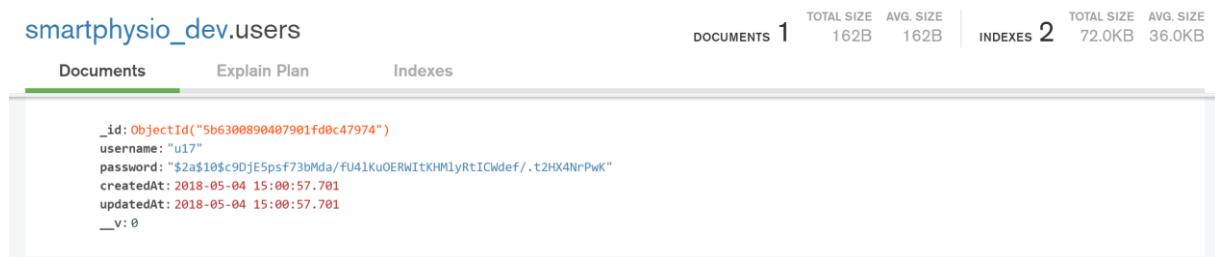 smartphysio_dev.users
DOCUMENTS 1 TOTAL SIZE 162B AVG. SIZE 162B INDEXES 2 TOTAL SIZE 72.0KB AVG. SIZE 36.0KB
Documents Explain Plan Indexes
_id: ObjectId("5b6300890407901fd0c47974")
username: "u17"
password: "$2a$10$c9DjE5psf73bMda/fU4lKuOERWItKHMlyRtICWdef/.t2HX4NrPwK"
createdAt: 2018-05-04 15:00:57.701
updatedAt: 2018-05-04 15:00:57.701
__v: 0